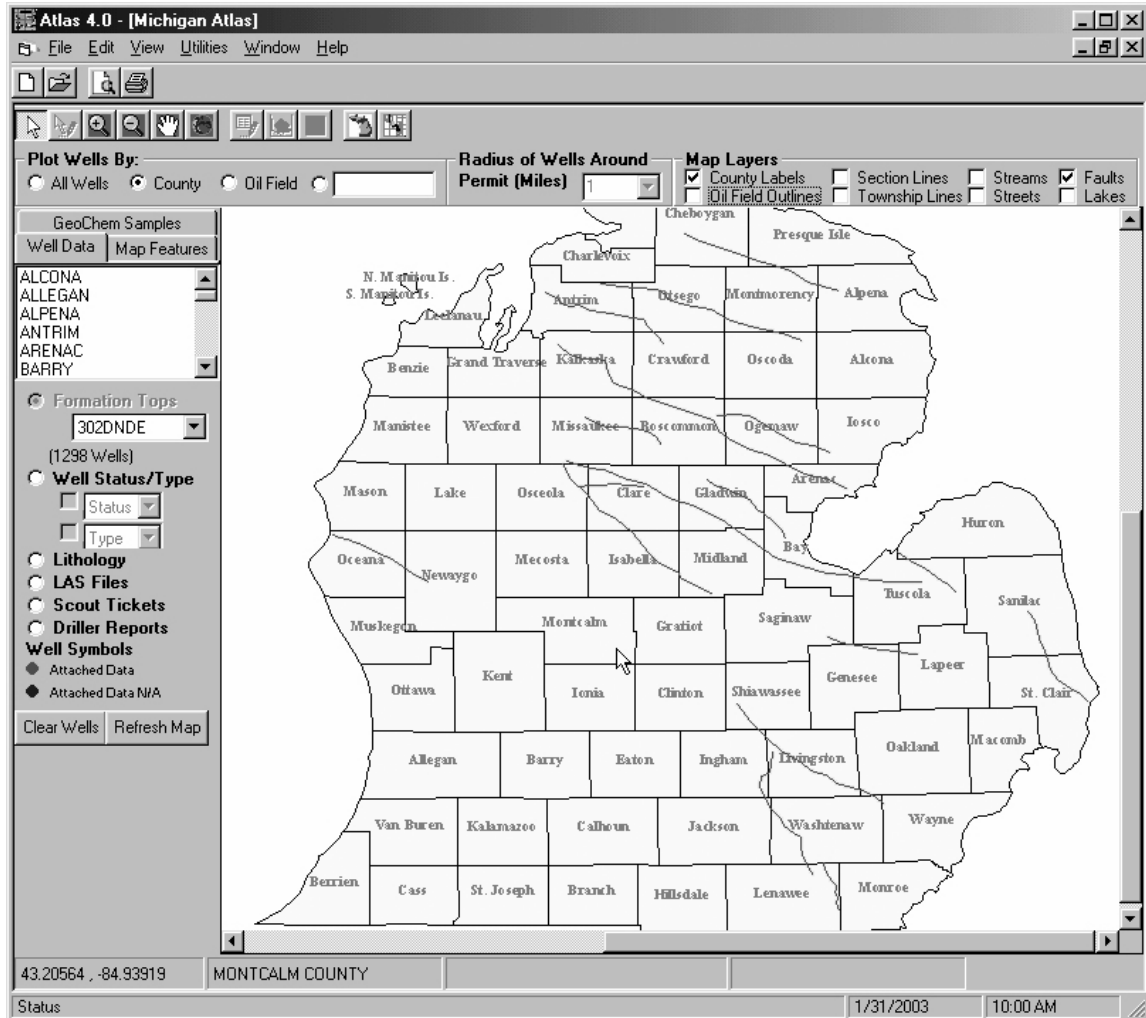 Atlas 4.0 - [Michigan Atlas]
File Edit View Utilities Window Help
Plot Wells By:
All Wells County Oil Field
Radius of Wells Around
Permit (Miles) 1
Map Layers
County Labels Section Lines Streams Faults
Oil Field Outlines Township Lines Streets Lakes
GeoChem Samples
Well Data Map Features
ALCONA
ALLEGAN
ALPENA
ANTRIM
ARENAC
BARRY
Formation Tops
302DNDE
(1298 Wells)
Well Status/Type
Status
Type
Lithology
LAS Files
Scout Tickets
Driller Reports
Well Symbols
Attached Data
Attached Data N/A
Clear Wells Refresh Map
Cheboygan
Presque Isle
Charlevoix
N. Manitou Is.
S. Manitou Is.
Leelanau
Antrim Otsego Montmorency Alpena
Benzie Grand Traverse Kalkaska Crawford Oscoda Alcona
Manistee Wexford Missaukee Roscommon Ogemaw Iosco
Arenac
Mason Lake Osceola Clare Gladwin
Huron
Bay
Oceana Newaygo Mecosta Isabella Midland
Tuscola Sanilac
Muskegon Montcalm Gratiot Saginaw
Lapeer
Ottawa Kent Ionia Clinton Shiawassee Genesee St. Clair
Allegan Barry Eaton Ingham Livingston Oakland Macomb
Van Buren Kalamazoo Calhoun Jackson Washtenaw Wayne
Berrien Cass St. Joseph Branch Hillsdale Lenawee Monroe
43.20564 , -84.93919 MONTCALM COUNTY
Status 1/31/2003 10:00 AM